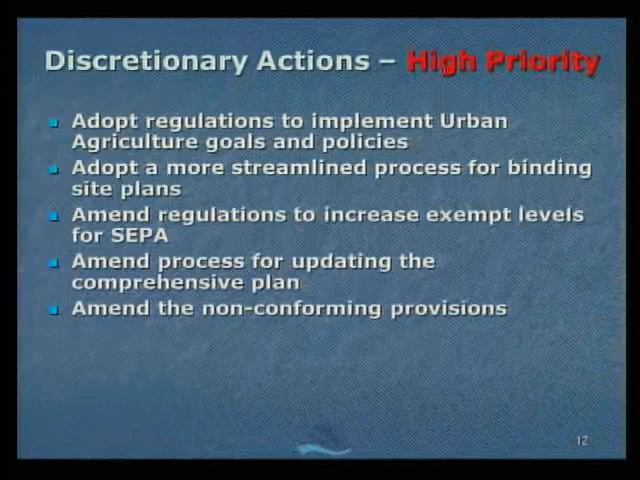 Discretionary Actions – High Priority
Adopt regulations to implement Urban
Agriculture goals and policies
Adopt a more streamlined process for binding
site plans
Amend regulations to increase exempt levels
for SEPA
Amend process for updating the
comprehensive plan
Amend the non-conforming provisions
12